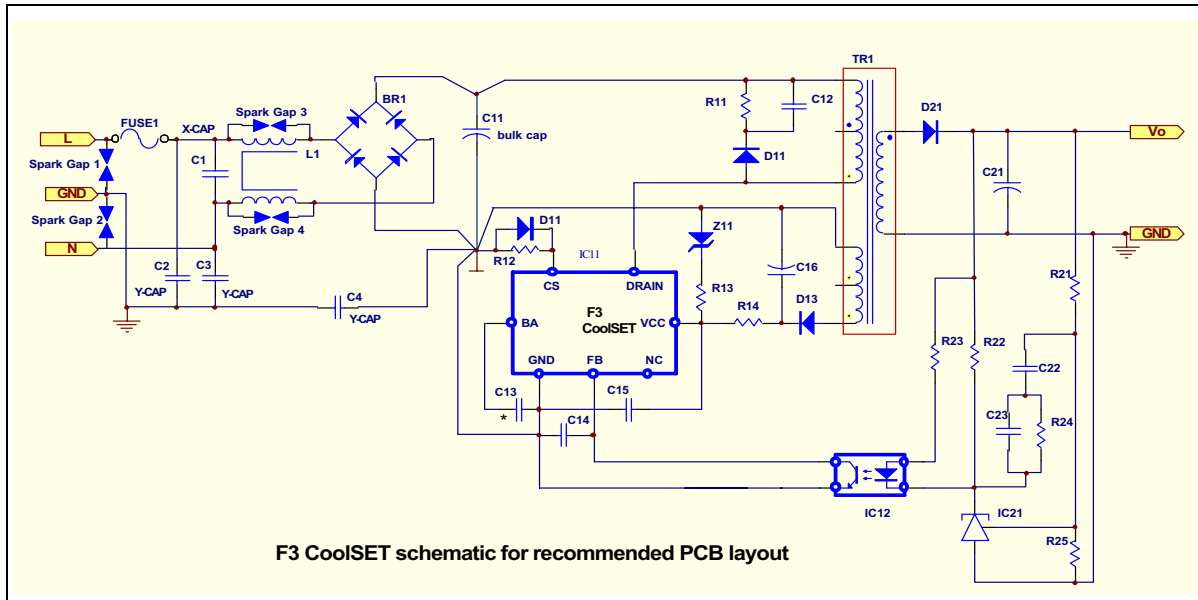 TR1
BR1
Spark Gap 3
FUSE1
X-CAP
L
R11
C12
D21
Vo
C11
bulk cap
L1
C1
Spark Gap 1
D11
C21
GND
Spark Gap 2
Spark Gap 4
N
D11
Z11
GND
R12
IC11
C16
C2
C3
CS
DRAIN
R21
Y-CAP
Y-CAP
C4
R13
R14
D13
Y-CAP
F3
CoolSET
BA
VCC
R23
R22
GND
FB
NC
C22
C13
*
C15
C14
C23
R24
IC12
IC21
R25
F3 CoolSET schematic for recommended PCB layout